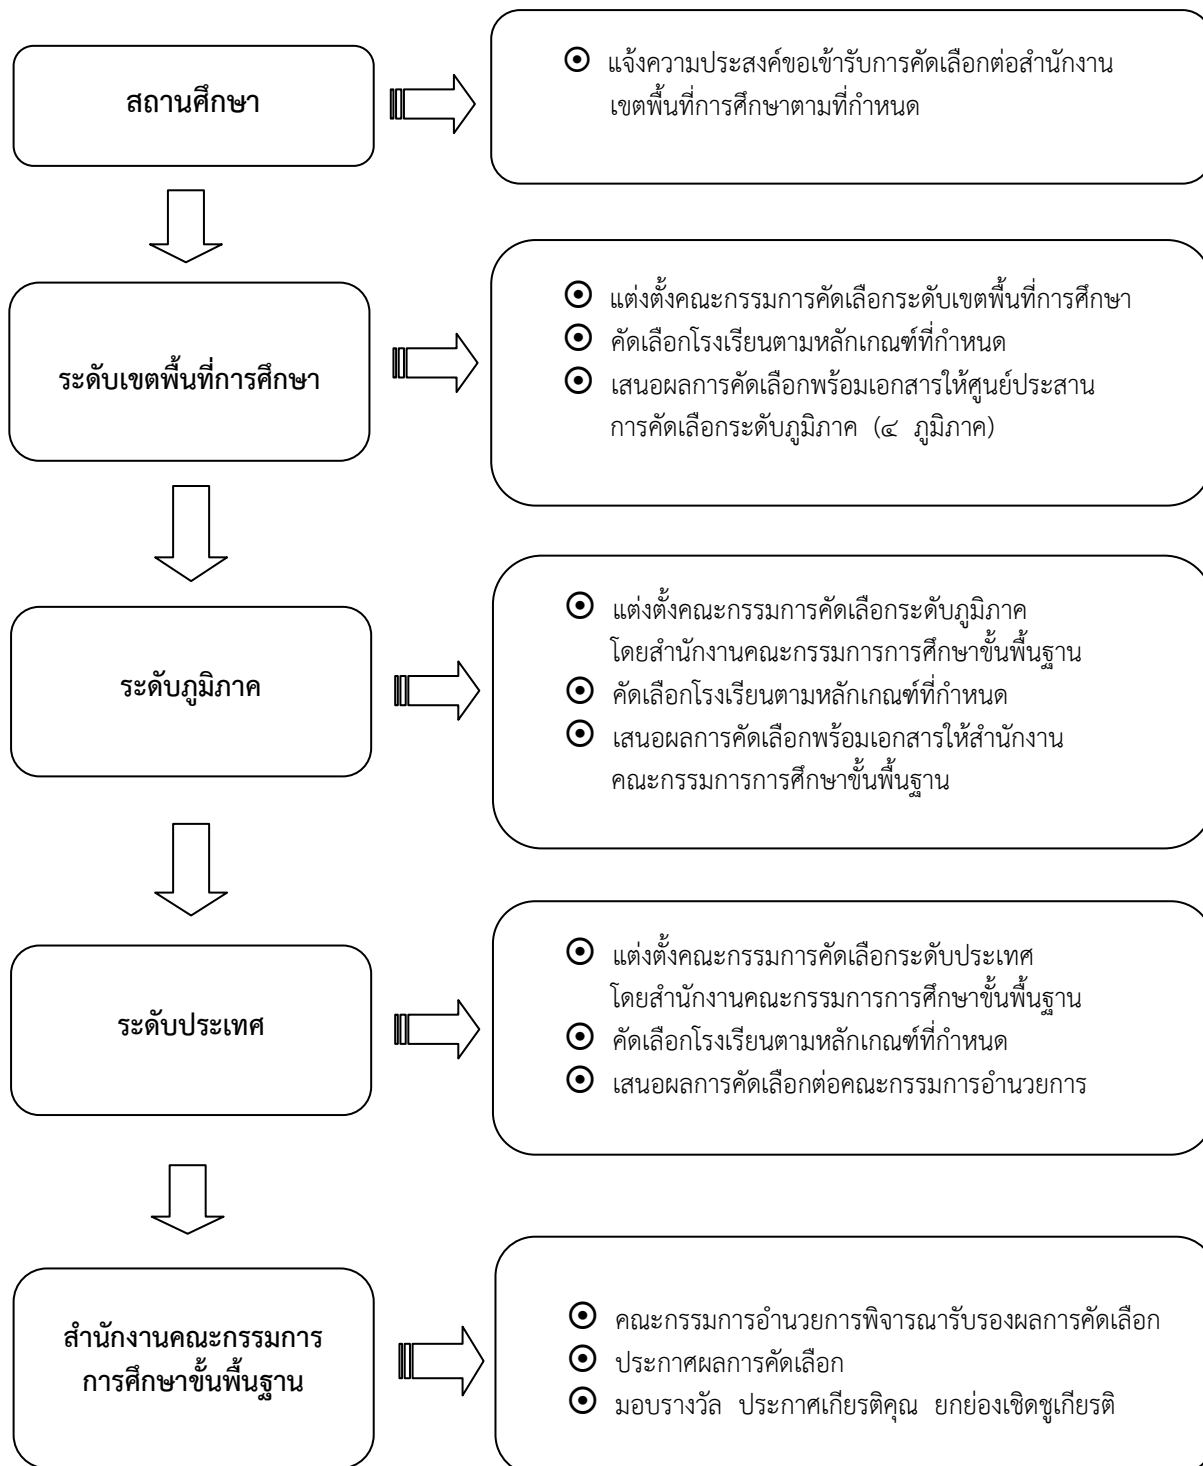 สถานศึกษา
๏ แจ้งความประสงค์ขอเข้ารับการคัดเลือกต่อสำนักงาน
เขตพื้นที่การศึกษาตามที่กำหนด
ระดับเขตพื้นที่การศึกษา
๏ แต่งตั้งคณะกรรมการคัดเลือกระดับเขตพื้นที่การศึกษา
๏ คัดเลือกโรงเรียนตามหลักเกณฑ์ที่กำหนด
๏ เสนอผลการคัดเลือกพร้อมเอกสารให้ศูนย์ประสาน
การคัดเลือกระดับภูมิภาค (๔ ภูมิภาค)
ระดับภูมิภาค
๏ แต่งตั้งคณะกรรมการคัดเลือกระดับภูมิภาค
โดยสำนักงานคณะกรรมการการศึกษาขั้นพื้นฐาน
๏ คัดเลือกโรงเรียนตามหลักเกณฑ์ที่กำหนด
๏ เสนอผลการคัดเลือกพร้อมเอกสารให้สำนักงาน
คณะกรรมการการศึกษาขั้นพื้นฐาน
ระดับประเทศ
๏ แต่งตั้งคณะกรรมการคัดเลือกระดับประเทศ
โดยสำนักงานคณะกรรมการการศึกษาขั้นพื้นฐาน
๏ คัดเลือกโรงเรียนตามหลักเกณฑ์ที่กำหนด
๏ เสนอผลการคัดเลือกต่อคณะกรรมการอำนวยการ
สำนักงานคณะกรรมการ
การศึกษาขั้นพื้นฐาน
๏ คณะกรรมการอำนวยการพิจารณารับรองผลการคัดเลือก
๏ ประกาศผลการคัดเลือก
๏ มอบรางวัล ประกาศเกียรติคุณ ยกย่องเชิดชูเกียรติ